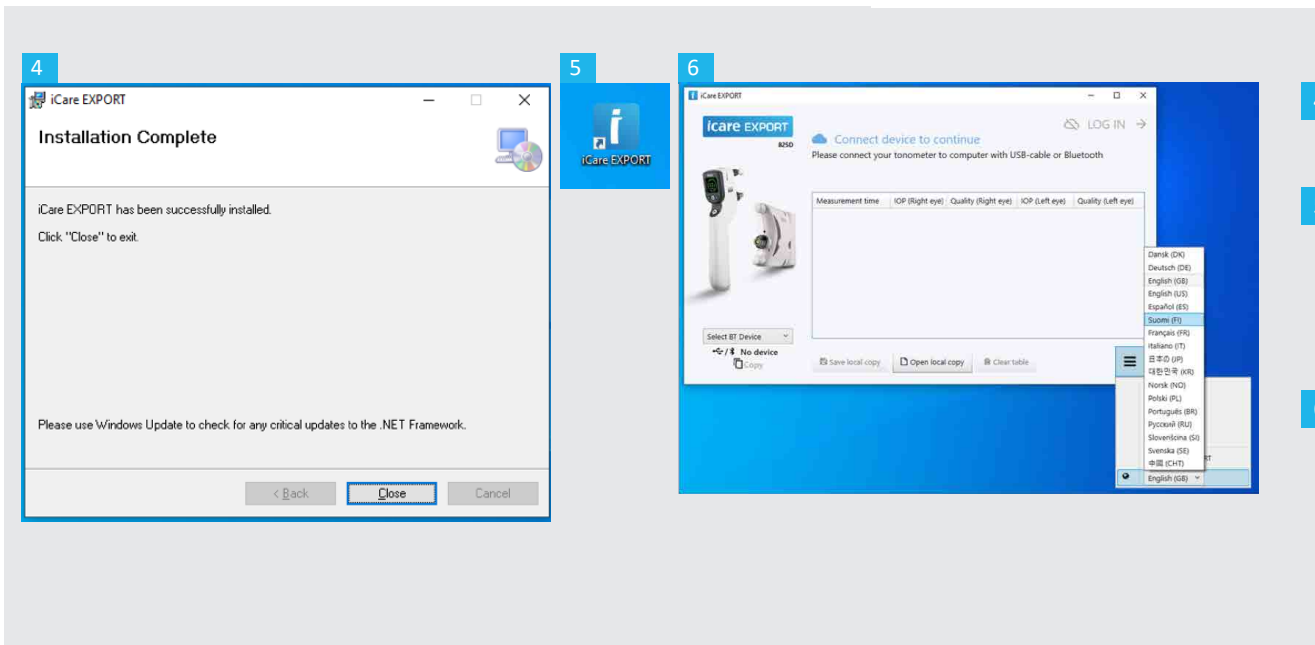 4
iCare EXPORT
Installation Complete
iCare EXPORT has been successfully installed.
Click "Close" to exit.
Please use Windows Update to check for any critical updates to the .NET Framework.
< Back
Close
Cancel
5
iCare EXPORT
6
iCare EXPORT
icare EXPORT
825D
LOG IN
Connect device to continue
Please connect your tonometer to computer with USB-cable or Bluetooth
Measurement time IOP (Right eye) Quality (Right eye) IOP (Left eye) Quality (Left eye)
Select BT Device
No device
Copy
Save local copy
Open local copy
Clear table
Dansk (DK)
Deutsch (DE)
English (GB)
English (US)
Español (ES)
Suomi (FI)
Français (FR)
Italiano (IT)
(JP)
대한민국 (KR)
Norsk (NO)
Polski (PL)
Português (BR)
Русский (RU)
Slovenščina (SI)
Svenska (SE)
中國 (CHT)
English (GB)